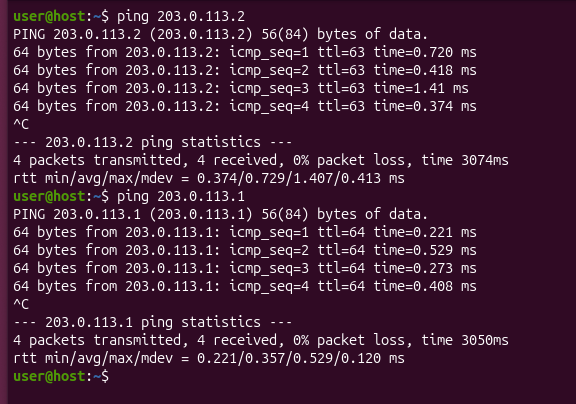 user@host:~$ ping 203.0.113.2
PING 203.0.113.2 (203.0.113.2) 56(84) bytes of data.
64 bytes from 203.0.113.2: icmp_seq=1 ttl=63 time=0.720 ms
64 bytes from 203.0.113.2: icmp_seq=2 ttl=63 time=0.418 ms
64 bytes from 203.0.113.2: icmp_seq=3 ttl=63 time=1.41 ms
64 bytes from 203.0.113.2: icmp_seq=4 ttl=63 time=0.374 ms
^C
--- 203.0.113.2 ping statistics ---
4 packets transmitted, 4 received, 0% packet loss, time 3074ms
rtt min/avg/max/mdev = 0.374/0.729/1.407/0.413 ms
user@host:~$ ping 203.0.113.1
PING 203.0.113.1 (203.0.113.1) 56(84) bytes of data.
64 bytes from 203.0.113.1: icmp_seq=1 ttl=64 time=0.221 ms
64 bytes from 203.0.113.1: icmp_seq=2 ttl=64 time=0.529 ms
64 bytes from 203.0.113.1: icmp_seq=3 ttl=64 time=0.273 ms
64 bytes from 203.0.113.1: icmp_seq=4 ttl=64 time=0.408 ms
^C
--- 203.0.113.1 ping statistics ---
4 packets transmitted, 4 received, 0% packet loss, time 3050ms
rtt min/avg/max/mdev = 0.221/0.357/0.529/0.120 ms
user@host:~$